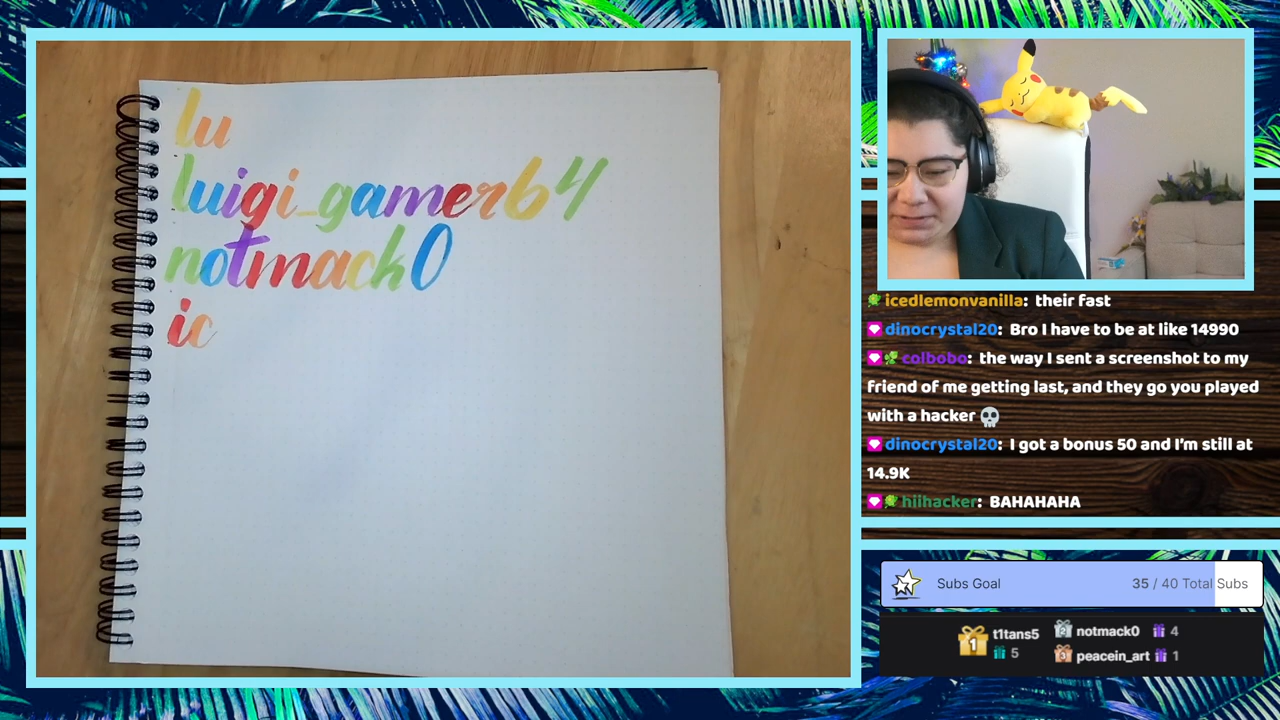 lu
luigi_gamer64
notmack0
ic
icedlemonvanilla: their fast
dinocrystal20: Bro I have to be at like 14990
colbobo: the way I sent a screenshot to my
friend of me getting last, and they go you played
with a hacker 💀
dinocrystal20: I got a bonus 50 and I'm still at
14.9K
hiihacker: BAHAHAHA
Subs Goal 35 / 40 Total Subs
1 t1tans5 5
2 notmack0 4
3 peacein_art 1